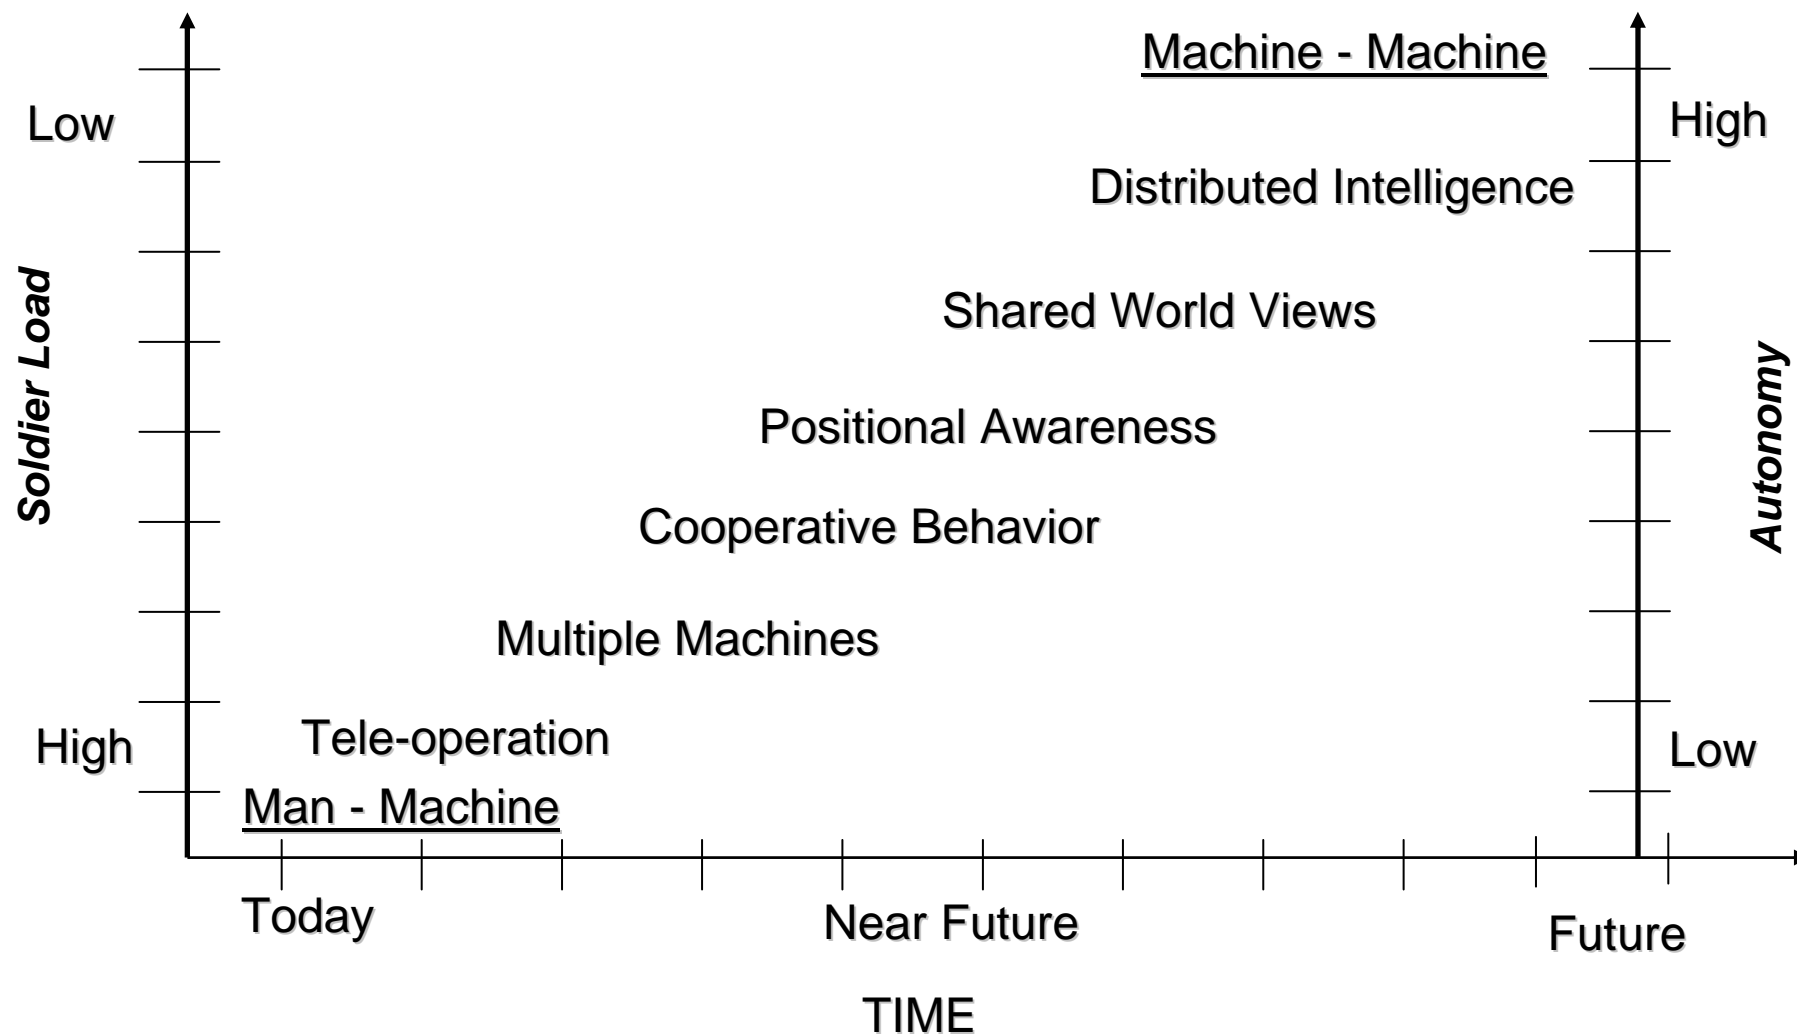 Machine - Machine
Low
High
Distributed Intelligence
Shared World Views
Soldier Load
Autonomy
Positional Awareness
Cooperative Behavior
Multiple Machines
High
Tele-operation
Low
Man - Machine
Today
Near Future
Future
TIME